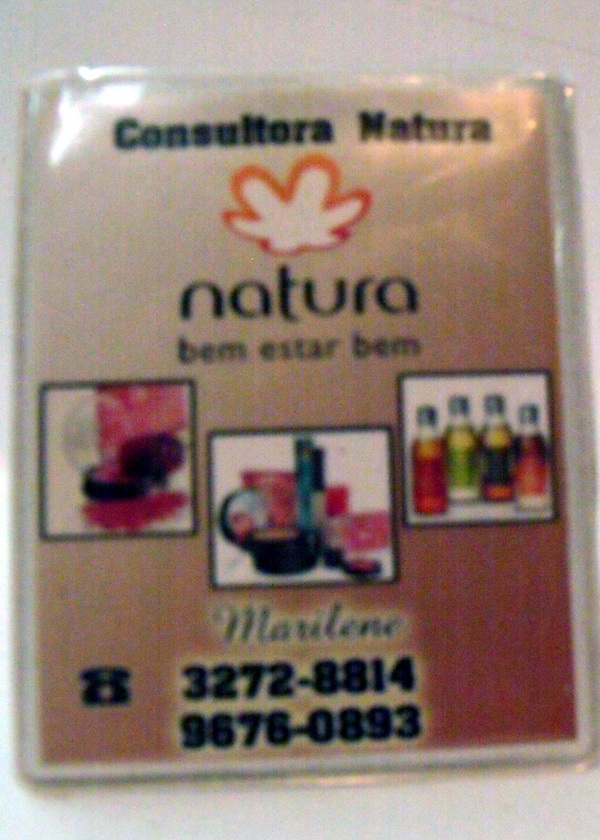 Consultora Natura
natura
bem estar bem
Marilene
3272-8814
9676-0893